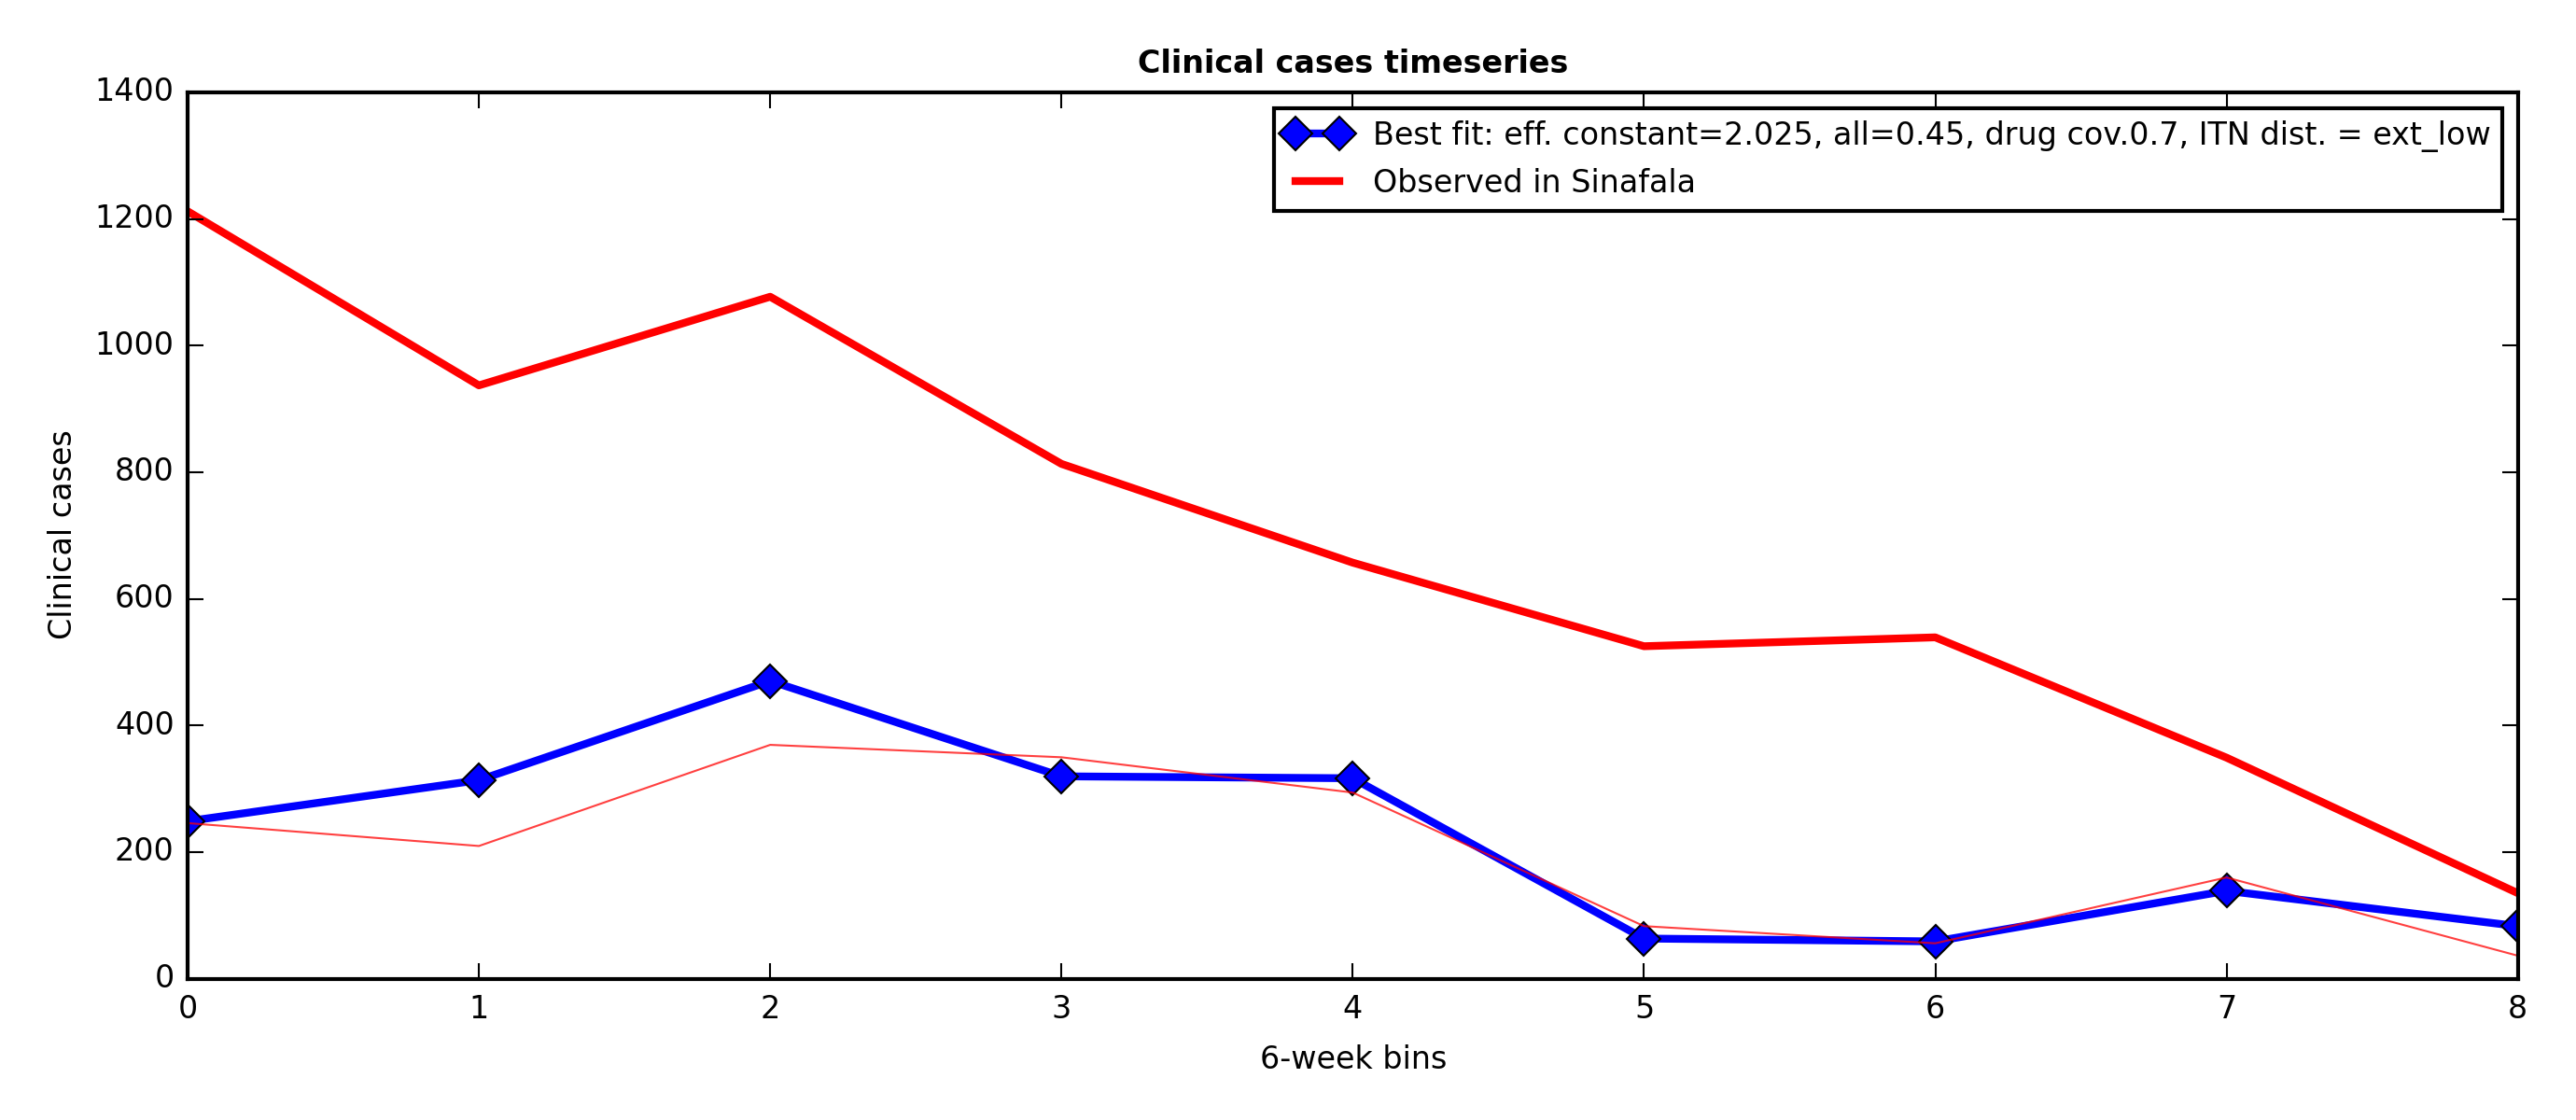 Clinical cases timeseries
Best fit: eff. constant=2.025, all=0.45, drug cov.0.7, ITN dist. = ext_low
Observed in Sinafala
1400
1200
1000
800
600
400
200
0
Clinical cases
0 1 2 3 4 5 6 7 8
6-week bins